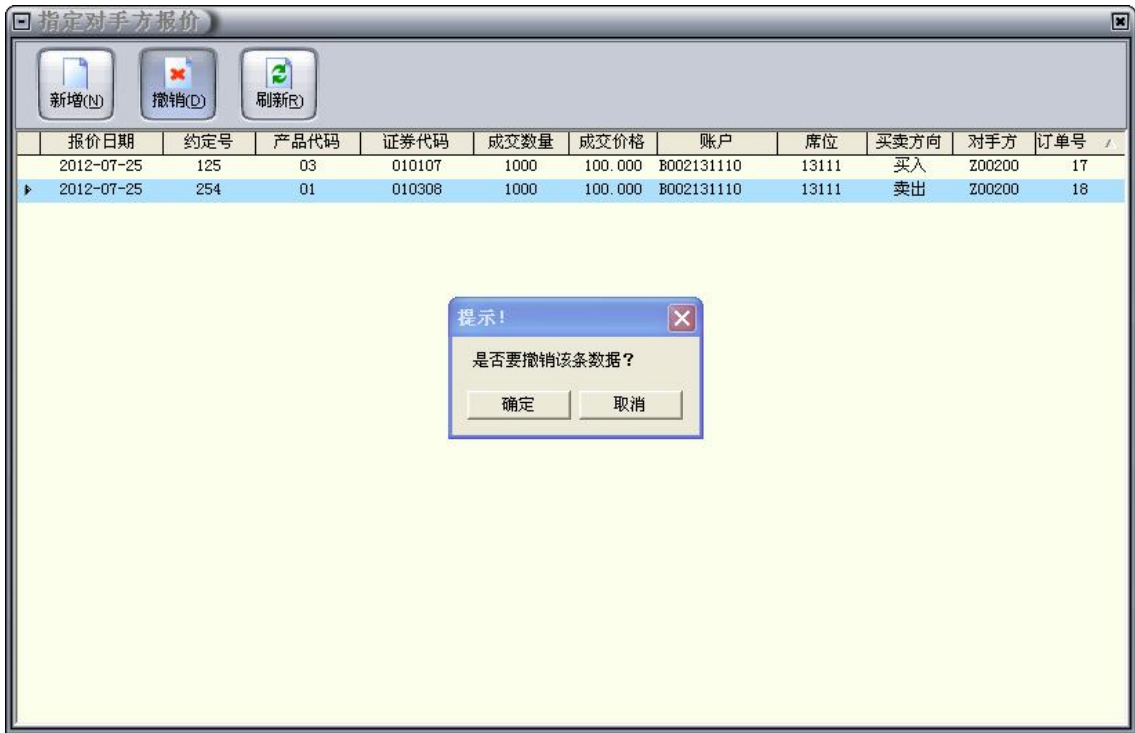 指定对手方报价
新增(N) 撤销(D) 刷新(R)
报价日期 约定号 产品代码 证券代码 成交数量 成交价格 账户 席位 买卖方向 对手方 订单号
2012-07-25 125 03 010107 1000 100.000 B002131110 13111 买入 Z00200 17
2012-07-25 254 01 010308 1000 100.000 B002131110 13111 卖出 Z00200 18
提示!
是否要撤销该条数据?
确定 取消